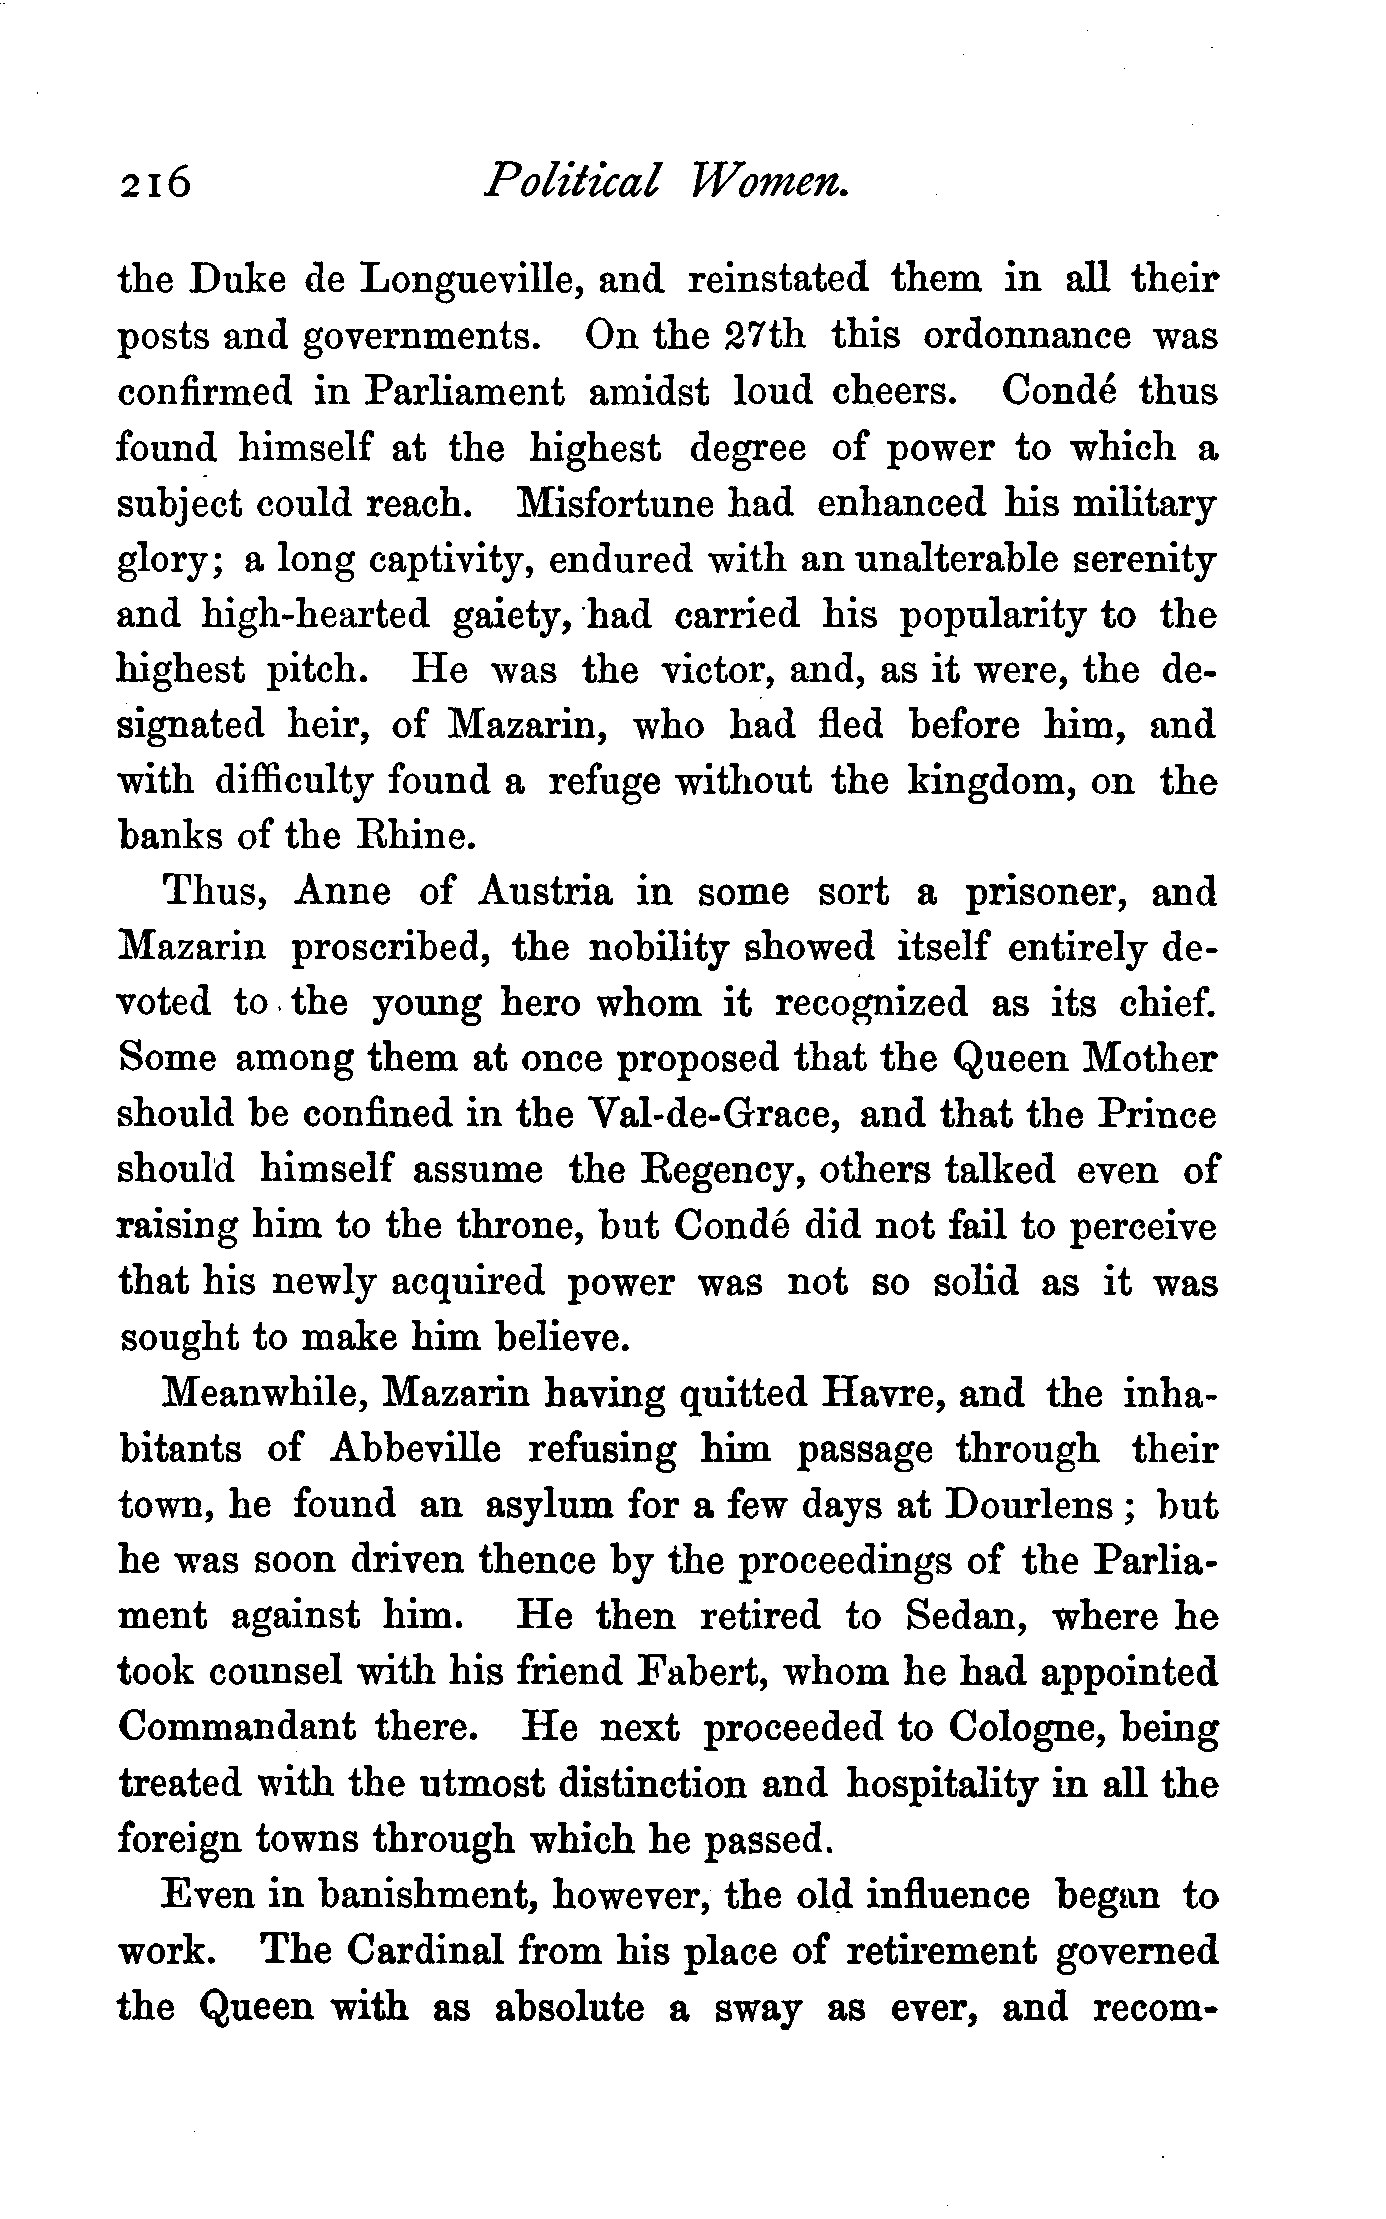 216 Political Women.
the Duke de Longueville, and reinstated them in all their
posts and governments. On the 27th this ordonnance was
confirmed in Parliament amidst loud cheers. Condé thus
found himself at the highest degree of power to which a
subject could reach. Misfortune had enhanced his military
glory; a long captivity, endured with an unalterable serenity
and high-hearted gaiety, had carried his popularity to the
highest pitch. He was the victor, and, as it were, the de-
signated heir, of Mazarin, who had fled before him, and
with difficulty found a refuge without the kingdom, on the
banks of the Rhine.
Thus, Anne of Austria in some sort a prisoner, and
Mazarin proscribed, the nobility showed itself entirely de-
voted to the young hero whom it recognized as its chief.
Some among them at once proposed that the Queen Mother
should be confined in the Val-de-Grace, and that the Prince
should himself assume the Regency, others talked even of
raising him to the throne, but Condé did not fail to perceive
that his newly acquired power was not so solid as it was
sought to make him believe.
Meanwhile, Mazarin having quitted Havre, and the inha-
bitants of Abbeville refusing him passage through their
town, he found an asylum for a few days at Dourlens; but
he was soon driven thence by the proceedings of the Parlia-
ment against him. He then retired to Sedan, where he
took counsel with his friend Fabert, whom he had appointed
Commandant there. He next proceeded to Cologne, being
treated with the utmost distinction and hospitality in all the
foreign towns through which he passed.
Even in banishment, however, the old influence began to
work. The Cardinal from his place of retirement governed
the Queen with as absolute a sway as ever, and recom-